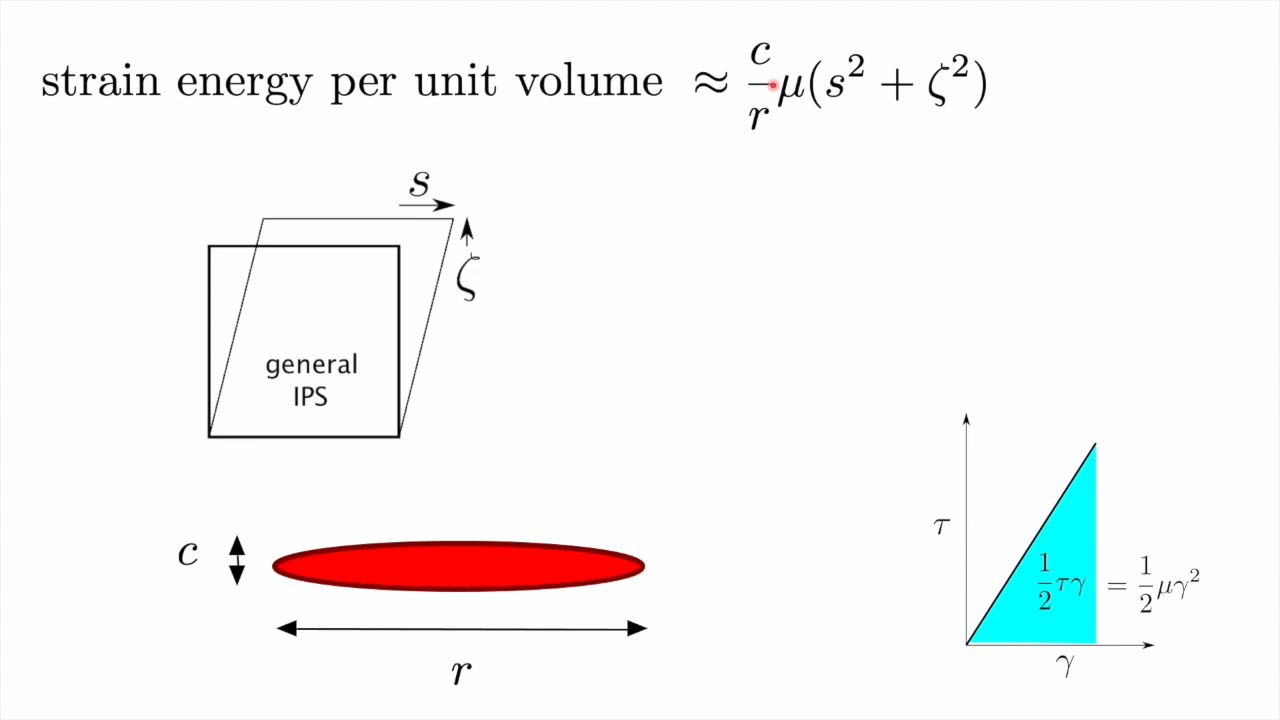 strain energy per unit volume ≈ c/r μ(s² + ζ²)
s
ζ
general
IPS
c
r
τ
1/2 τγ = 1/2 μγ²
γ